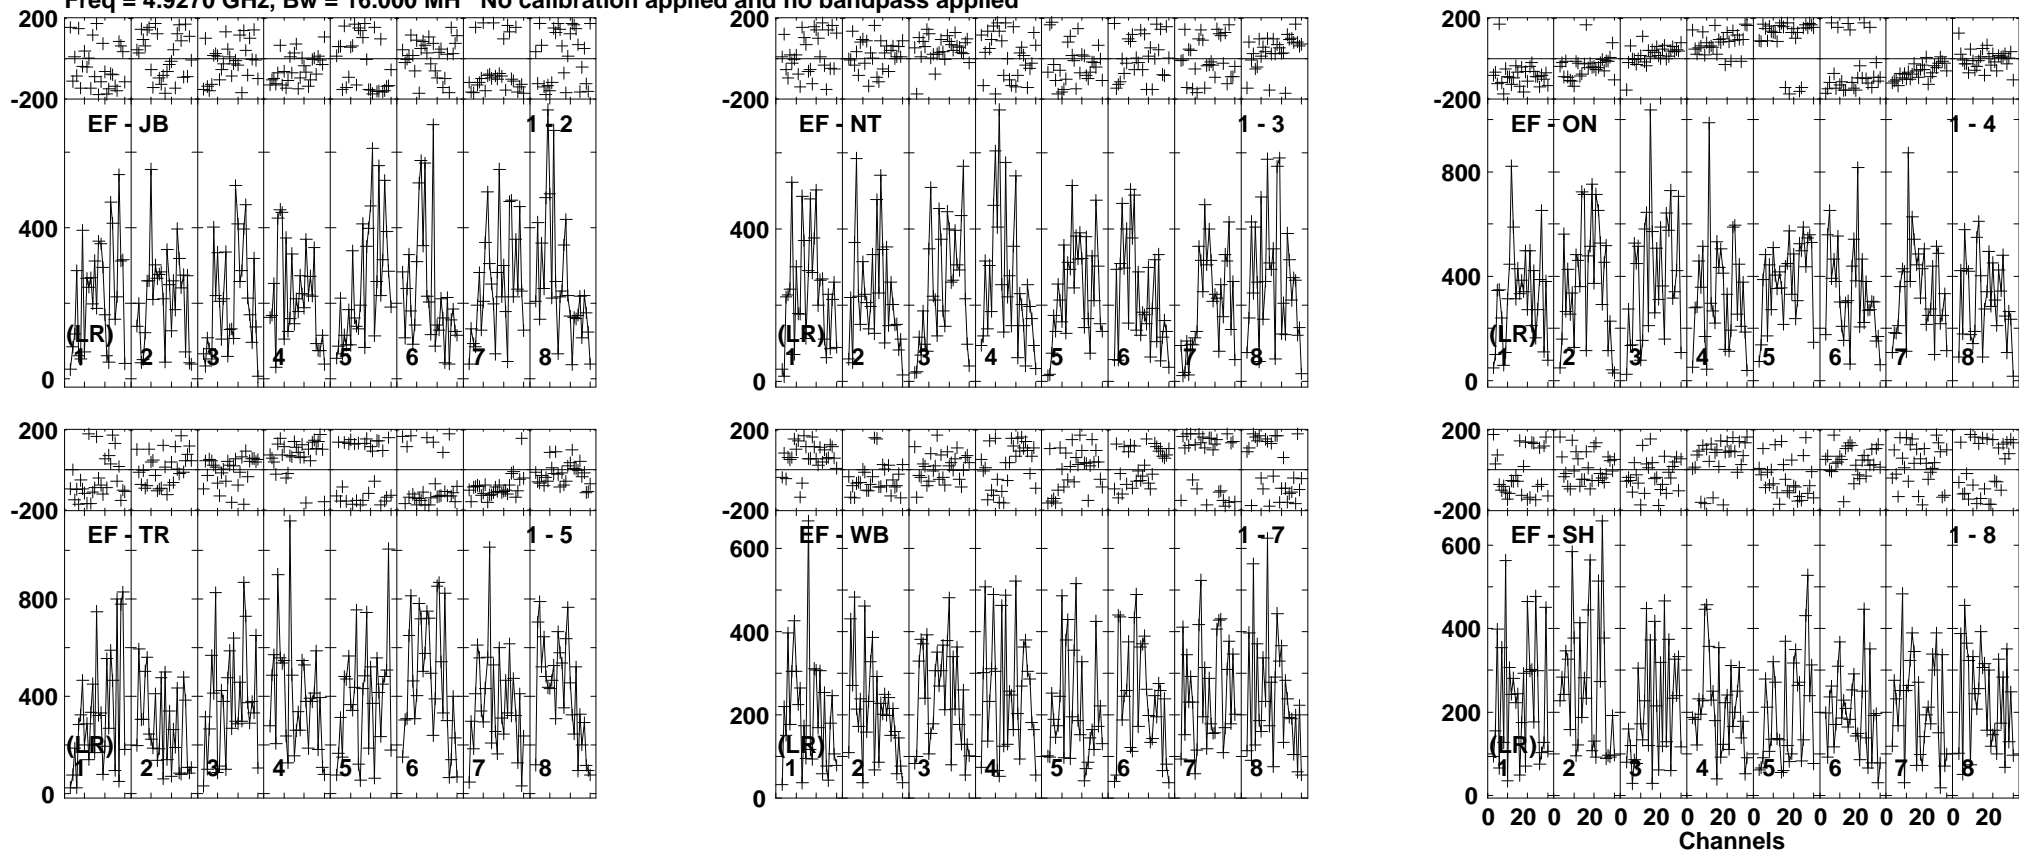 Freq = 4.9270 GHz, Bw = 16.000 MH No calibration applied and no bandpass applied
200
-200
EF - JB 1 - 2
400
0
(LR)
1 2 3 4 5 6 7 8
200
-200
EF - NT 1 - 3
400
0
(LR)
1 2 3 4 5 6 7 8
200
-200
EF - ON 1 - 4
800
400
0
(LR)
1 2 3 4 5 6 7 8
200
-200
EF - TR 1 - 5
800
400
0
(LR)
1 2 3 4 5 6 7 8
200
-200
EF - WB 1 - 7
600
400
200
0
(LR)
1 2 3 4 5 6 7 8
200
-200
EF - SH 1 - 8
600
400
200
0
(LR)
1 2 3 4 5 6 7 8
0 20 0 20 0 20 0 20 0 20 0 20 0 20 0 20
Channels